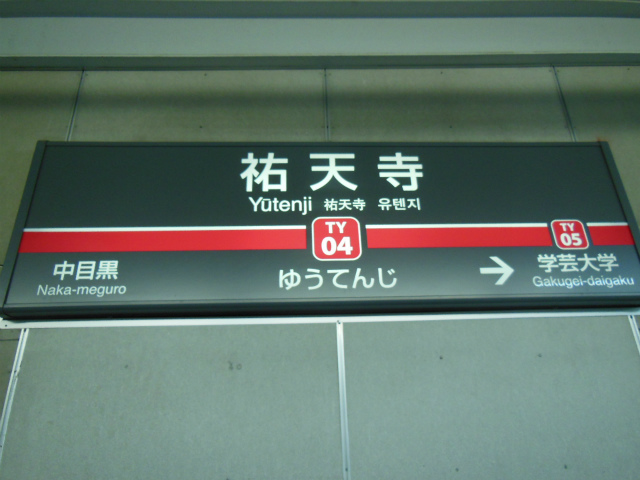 祐天寺
Yūtenji 祐天寺 유텐지
TY
04
TY
05
中目黒
Naka-meguro
ゆうてんじ
→ 学芸大学
Gakugei-daigaku